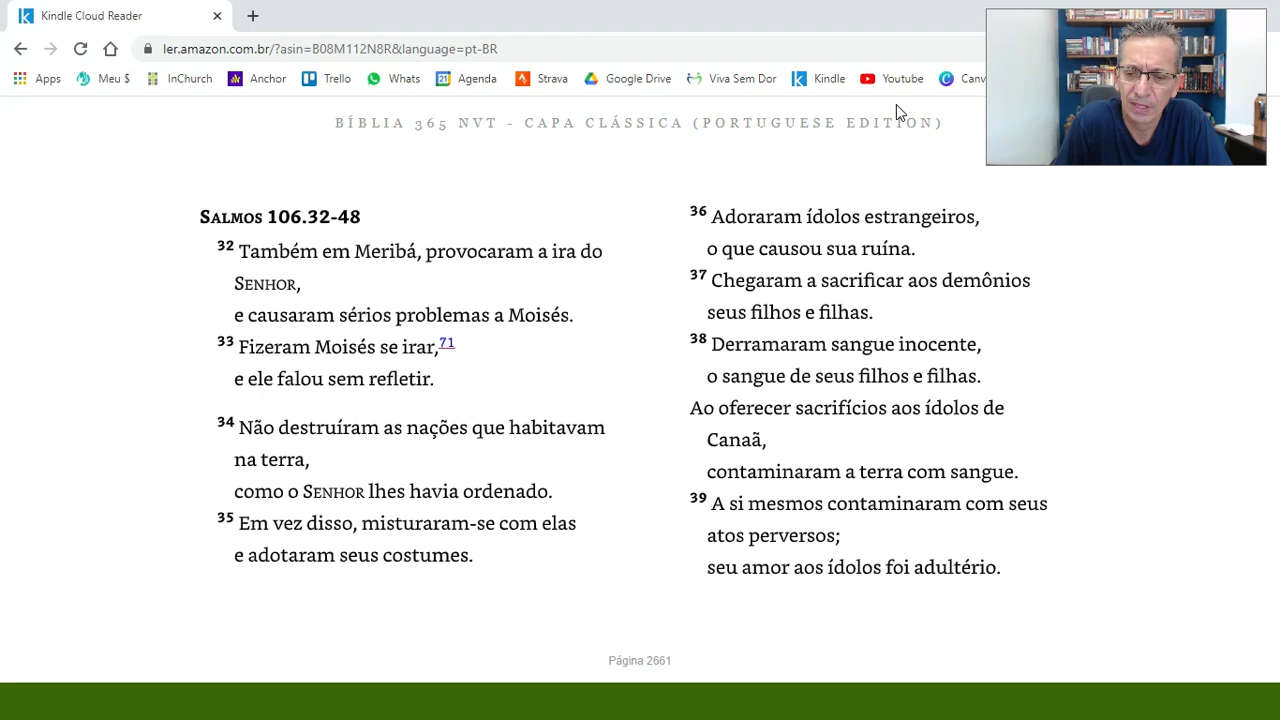 Kindle Cloud Reader
ler.amazon.com.br/?asin=B08M112N8R&language=pt-BR
Apps Meu $ InChurch Anchor Trello Whats Agenda Strava Google Drive Viva Sem Dor Kindle Youtube Canv
BÍBLIA 365 NVT - CAPA CLÁSSICA (PORTUGUESE EDITION)
SALMOS 106.32-48
32 Também em Meribá, provocaram a ira do
SENHOR,
e causaram sérios problemas a Moisés.
33 Fizeram Moisés se irar,71
e ele falou sem refletir.
34 Não destruíram as nações que habitavam
na terra,
como o SENHOR lhes havia ordenado.
35 Em vez disso, misturaram-se com elas
e adotaram seus costumes.
36 Adoraram ídolos estrangeiros,
o que causou sua ruína.
37 Chegaram a sacrificar aos demônios
seus filhos e filhas.
38 Derramaram sangue inocente,
o sangue de seus filhos e filhas.
Ao oferecer sacrifícios aos ídolos de
Canaã,
contaminaram a terra com sangue.
39 A si mesmos contaminaram com seus
atos perversos;
seu amor aos ídolos foi adultério.
Página 2661